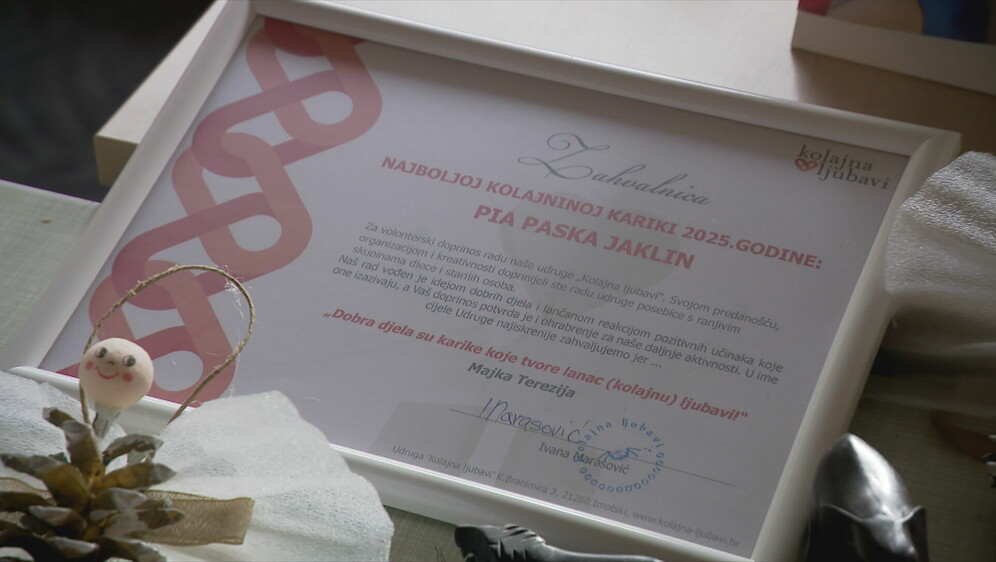 kolajna
ljubavi
Zahvalnica
NAJBOLJOJ KOLAJNINOJ KARIKI 2025.GODINE:
PIA PASKA JAKLIN
Za volonterski doprinos radu naše udruge „Kolajna ljubavi“. Svojom predanošću,
organizacijom i kreativnosti doprinijeli ste radu udruge posebice s ranjivim
skupinama djece i starijih osoba.
Naš rad vođen je idejom dobrih djela i lančanom reakcijom pozitivnih učinaka koje
one izazivaju, a Vaš doprinos potvrda je i ohrabrenje za naše daljnje aktivnosti. U ime
cijele Udruge najiskrenije zahvaljujemo jer ...
„Dobra djela su karike koje tvore lanac (kolajnu) ljubavi!“
Majka Terezija
IMarasović
kolajna ljubavi
Ivana Marasović
Udruga "Kolajna ljubavi" K.Branimira 3, 21260 Imotski, www.kolajna-ljubavi.hr